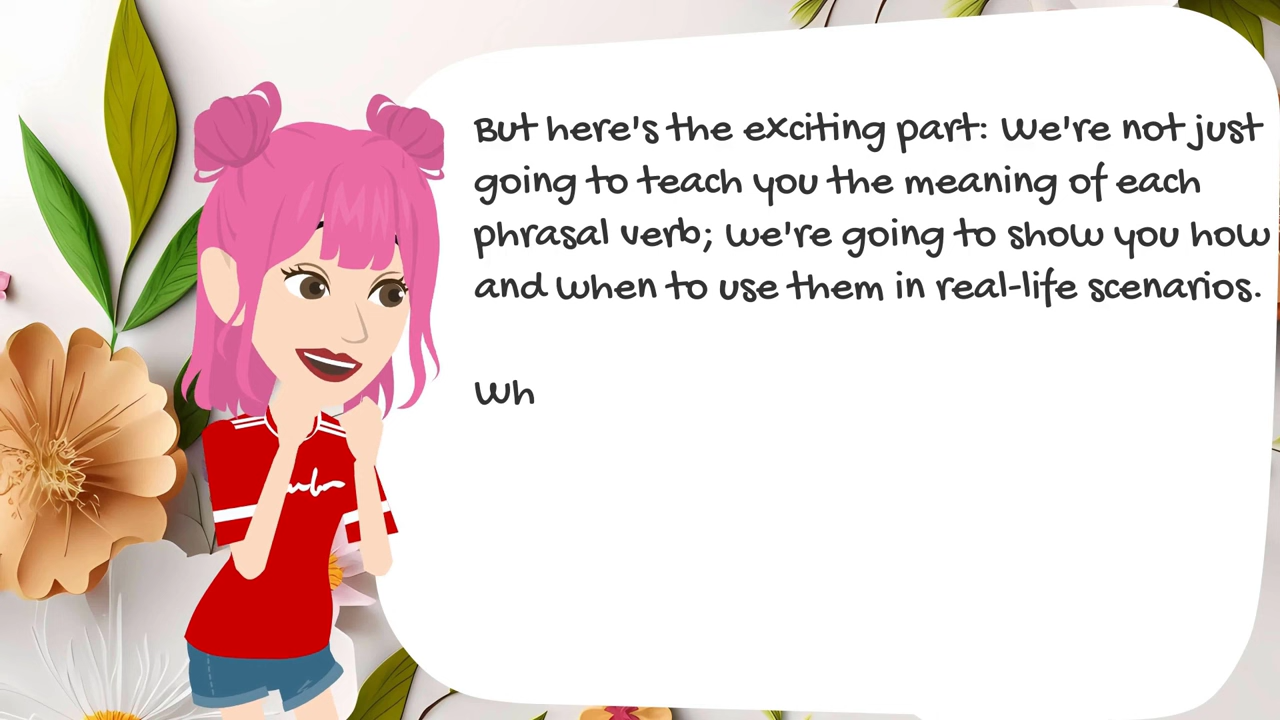 But here's the exciting part: We're not just
going to teach you the meaning of each
phrasal verb; we're going to show you how
and when to use them in real-life scenarios.
Wh